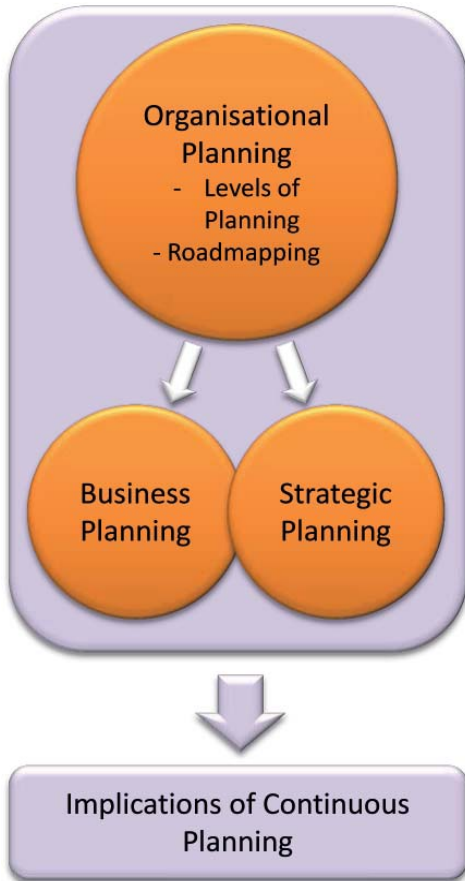 Organisational
Planning
- Levels of
Planning
- Roadmapping
Business
Planning
Strategic
Planning
Implications of Continuous
Planning